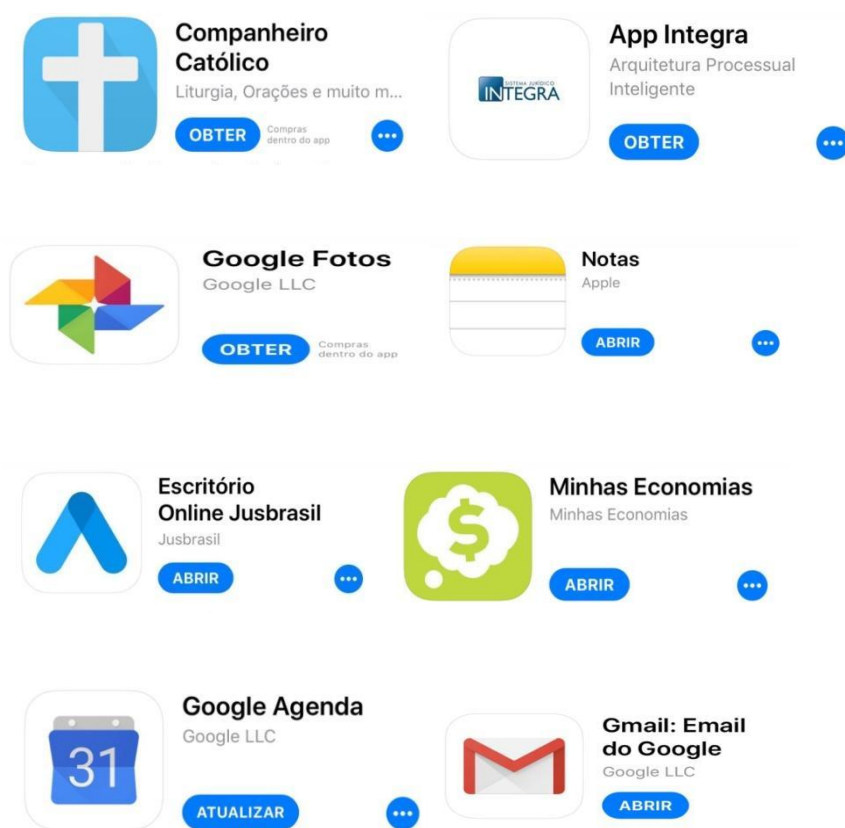 Companheiro
Católico
Liturgia, Orações e muito m...
OBTER
Compras
dentro do app
SISTEMA JURÍDICO
INTEGRA
App Integra
Arquitetura Processual
Inteligente
OBTER
Google Fotos
Google LLC
OBTER
Compras
dentro do app
Notas
Apple
ABRIR
Escritório
Online Jusbrasil
Jusbrasil
ABRIR
Minhas Economias
Minhas Economias
ABRIR
$
31
Google Agenda
Google LLC
ATUALIZAR
Gmail: Email
do Google
Google LLC
ABRIR